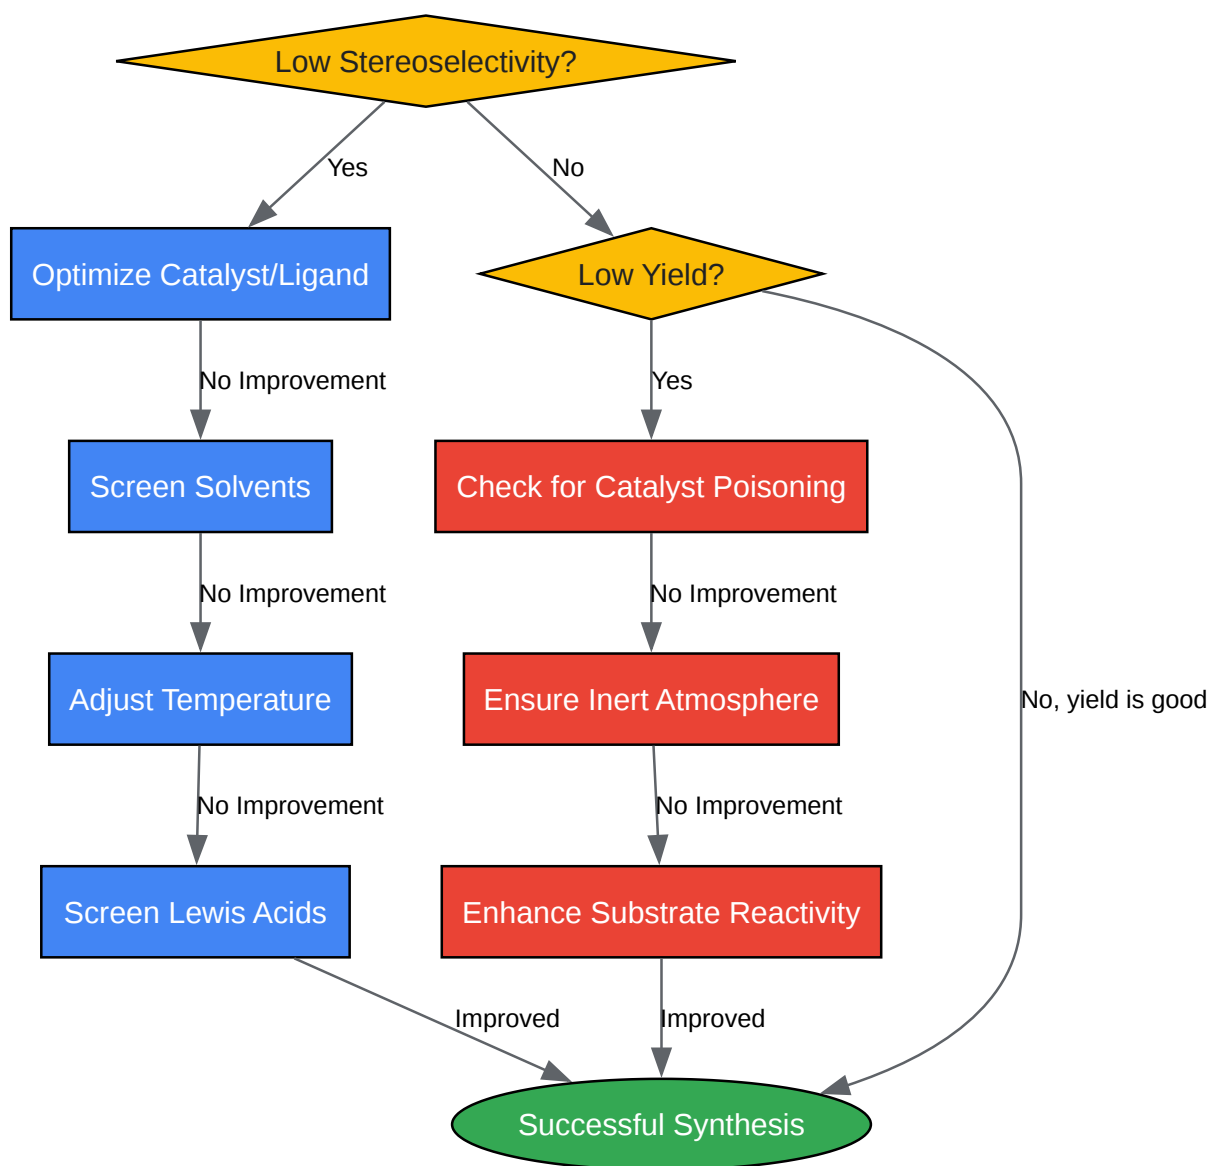 Low Stereoselectivity?
Yes
No
Optimize Catalyst/Ligand
Low Yield?
No Improvement
Yes
Screen Solvents
Check for Catalyst Poisoning
No Improvement
No Improvement
Adjust Temperature
Ensure Inert Atmosphere
No, yield is good
No Improvement
No Improvement
Screen Lewis Acids
Enhance Substrate Reactivity
Improved
Improved
Successful Synthesis